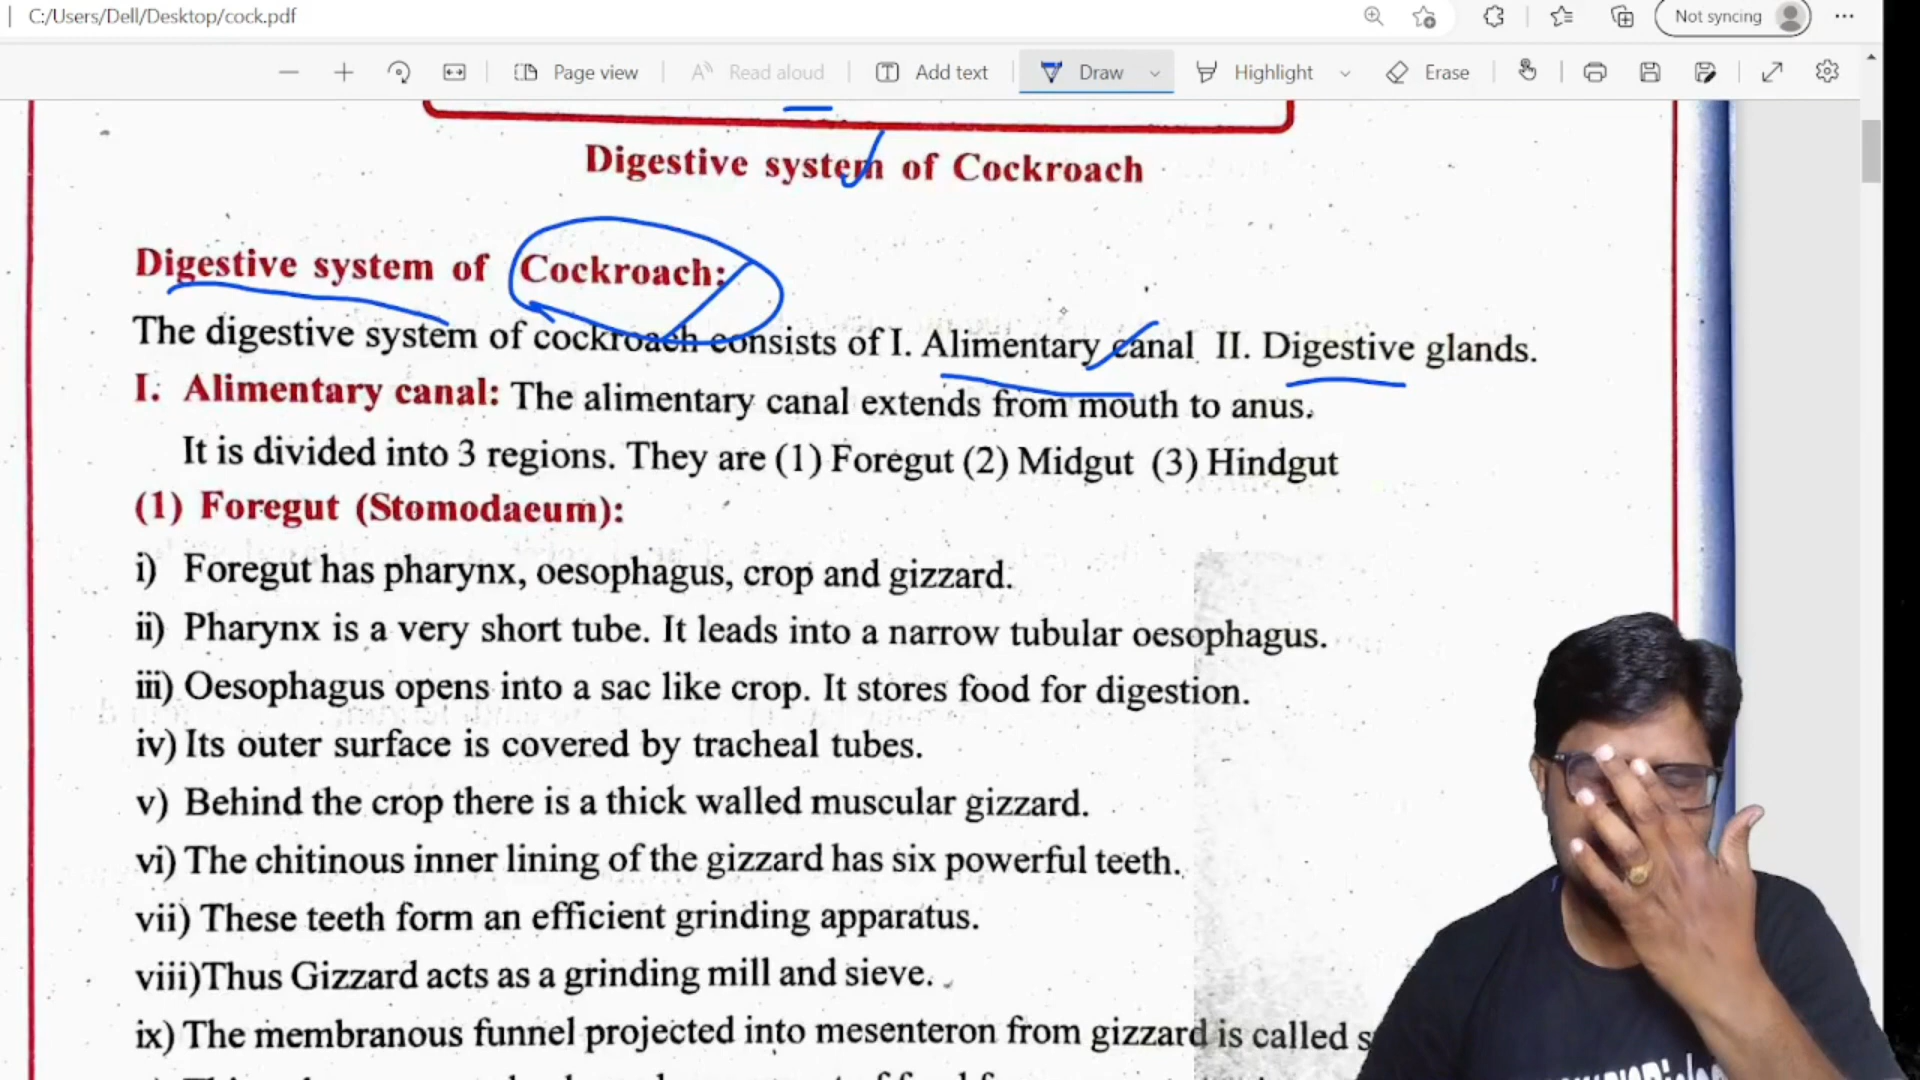 C:/Users/Dell/Desktop/cock.pdf
Not syncing
Page view
Read aloud
Add text
Draw
Highlight
Erase
Digestive system of Cockroach
Digestive system of Cockroach:
The digestive system of cockroach consists of I. Alimentary canal II. Digestive glands.
I. Alimentary canal: The alimentary canal extends from mouth to anus.
It is divided into 3 regions. They are (1) Foregut (2) Midgut (3) Hindgut
(1) Foregut (Stomodaeum):
i) Foregut has pharynx, oesophagus, crop and gizzard.
ii) Pharynx is a very short tube. It leads into a narrow tubular oesophagus.
iii) Oesophagus opens into a sac like crop. It stores food for digestion.
iv) Its outer surface is covered by tracheal tubes.
v) Behind the crop there is a thick walled muscular gizzard.
vi) The chitinous inner lining of the gizzard has six powerful teeth.
vii) These teeth form an efficient grinding apparatus.
viii)Thus Gizzard acts as a grinding mill and sieve.
ix) The membranous funnel projected into mesenteron from gizzard is called